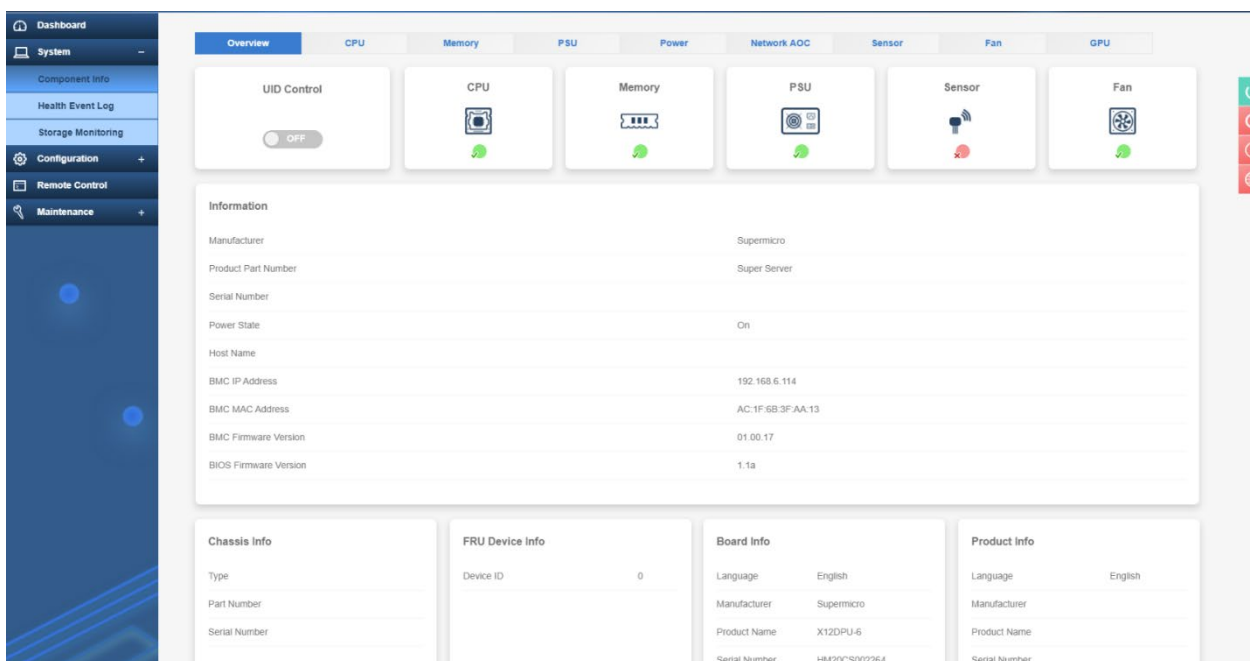 Dashboard
System −
Component Info
Health Event Log
Storage Monitoring
Configuration +
Remote Control
Maintenance +
Overview CPU Memory PSU Power Network AOC Sensor Fan GPU
UID Control CPU Memory PSU Sensor Fan
OFF
Information
Manufacturer Supermicro
Product Part Number Super Server
Serial Number
Power State On
Host Name
BMC IP Address 192.168.6.114
BMC MAC Address AC:1F:6B:3F:AA:13
BMC Firmware Version 01.00.17
BIOS Firmware Version 1.1a
Chassis Info
Type
Part Number
Serial Number
FRU Device Info
Device ID 0
Board Info
Language English
Manufacturer Supermicro
Product Name X12DPU-6
Serial Number HM20CS002264
Product Info
Language English
Manufacturer
Product Name
Serial Number